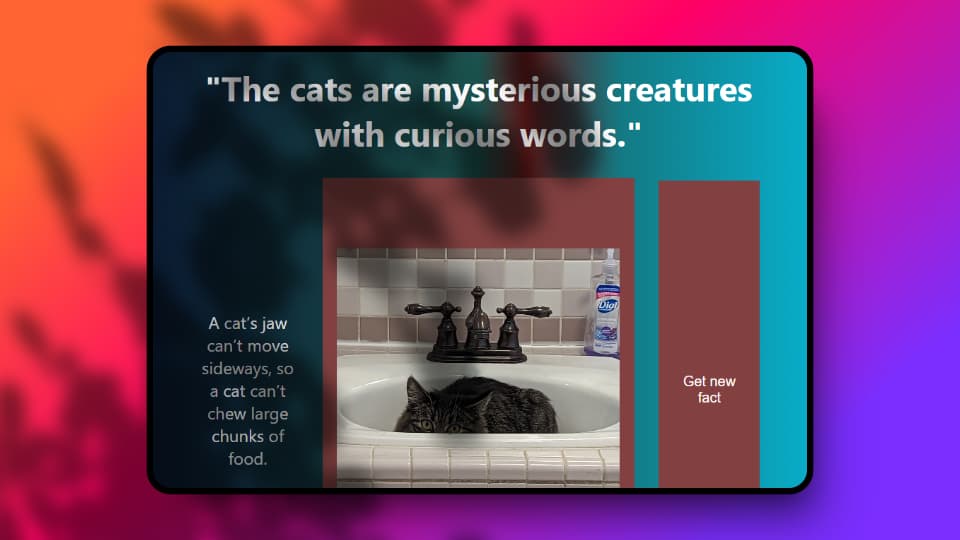 "The cats are mysterious creatures
with curious words."
A cat's jaw
can't move
sideways, so
a cat can't
chew large
chunks of
food.
Dial
Get new
fact